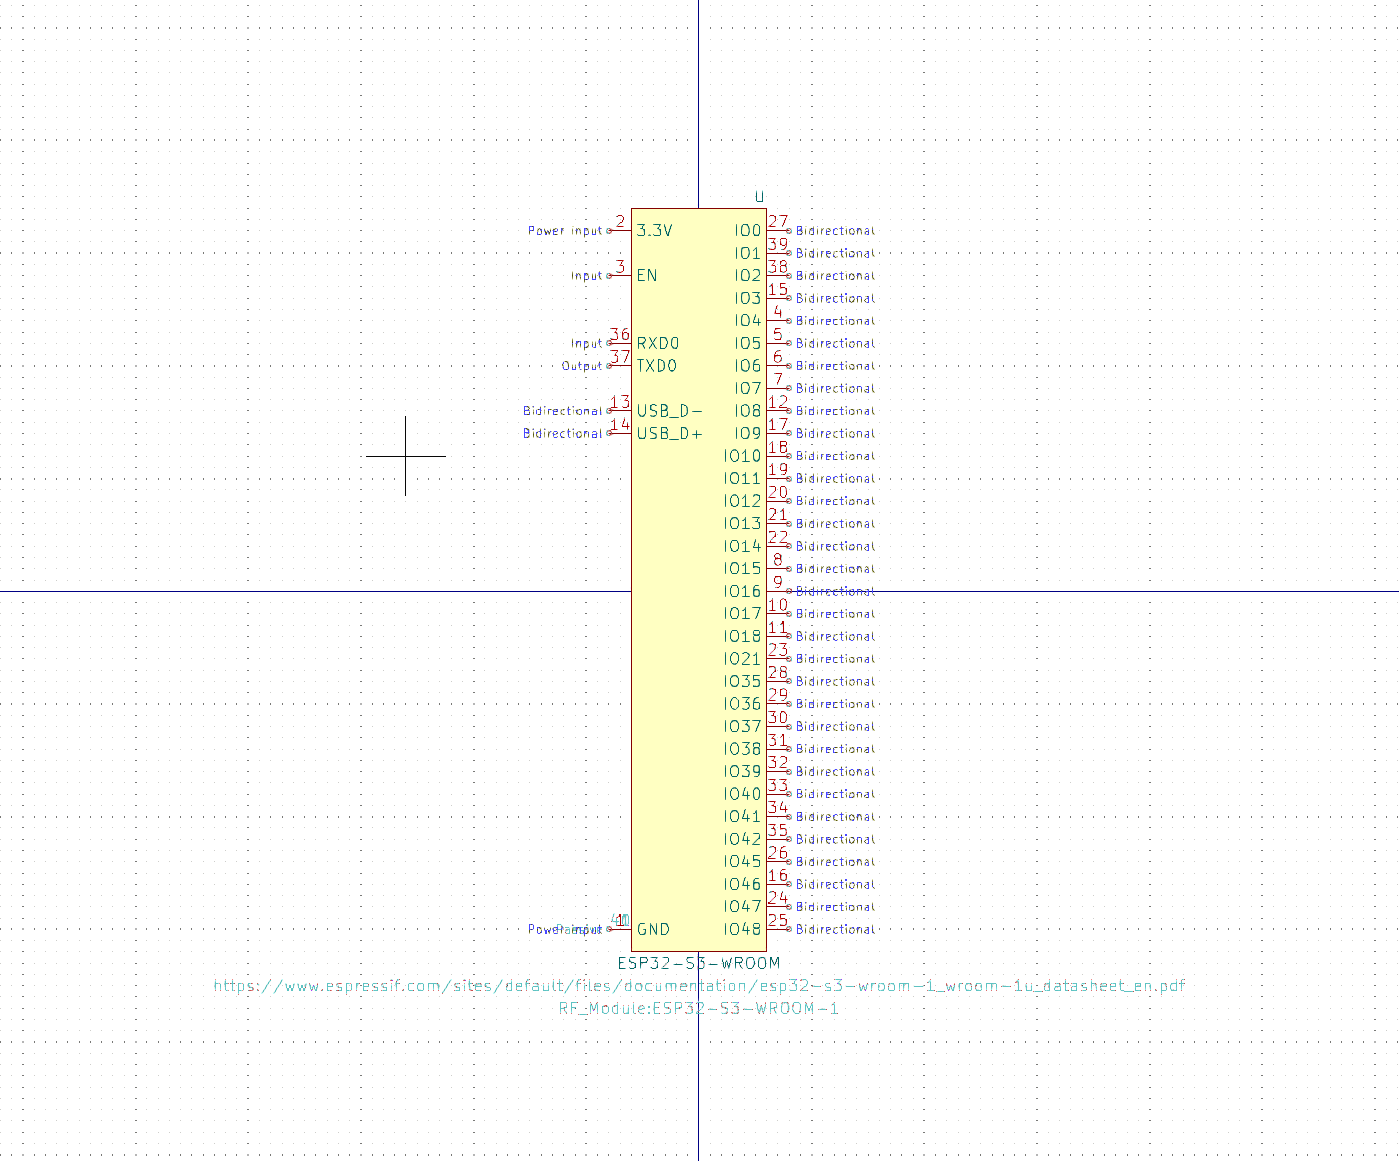 U
Power input 2 3.3V IO0 27 Bidirectional
IO1 39 Bidirectional
Input 3 EN IO2 38 Bidirectional
IO3 15 Bidirectional
IO4 4 Bidirectional
Input 36 RXD0 IO5 5 Bidirectional
Output 37 TXD0 IO6 6 Bidirectional
IO7 7 Bidirectional
Bidirectional 13 USB_D- IO8 12 Bidirectional
Bidirectional 14 USB_D+ IO9 17 Bidirectional
IO10 18 Bidirectional
IO11 19 Bidirectional
IO12 20 Bidirectional
IO13 21 Bidirectional
IO14 22 Bidirectional
IO15 8 Bidirectional
IO16 9 Bidirectional
IO17 10 Bidirectional
IO18 11 Bidirectional
IO21 23 Bidirectional
IO35 28 Bidirectional
IO36 29 Bidirectional
IO37 30 Bidirectional
IO38 31 Bidirectional
IO39 32 Bidirectional
IO40 33 Bidirectional
IO41 34 Bidirectional
IO42 35 Bidirectional
IO45 26 Bidirectional
IO46 16 Bidirectional
IO47 24 Bidirectional
Power input 1 GND IO48 25 Bidirectional
ESP32-S3-WROOM
https://www.espressif.com/sites/default/files/documentation/esp32-s3-wroom-1_wroom-1u_datasheet_en.pdf
RF_Module:ESP32-S3-WROOM-1